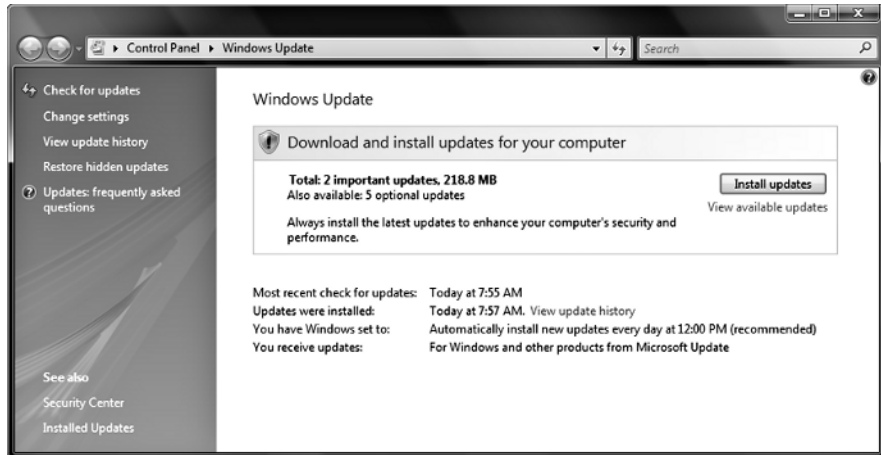 Control Panel Windows Update
Search
Check for updates
Change settings
View update history
Restore hidden updates
Updates: frequently asked
questions
See also
Security Center
Installed Updates
Windows Update
Download and install updates for your computer
Total: 2 important updates, 218.8 MB
Also available: 5 optional updates
Always install the latest updates to enhance your computer's security and
performance.
Install updates
View available updates
Most recent check for updates: Today at 7:55 AM
Updates were installed: Today at 7:57 AM. View update history
You have Windows set to: Automatically install new updates every day at 12:00 PM (recommended)
You receive updates: For Windows and other products from Microsoft Update